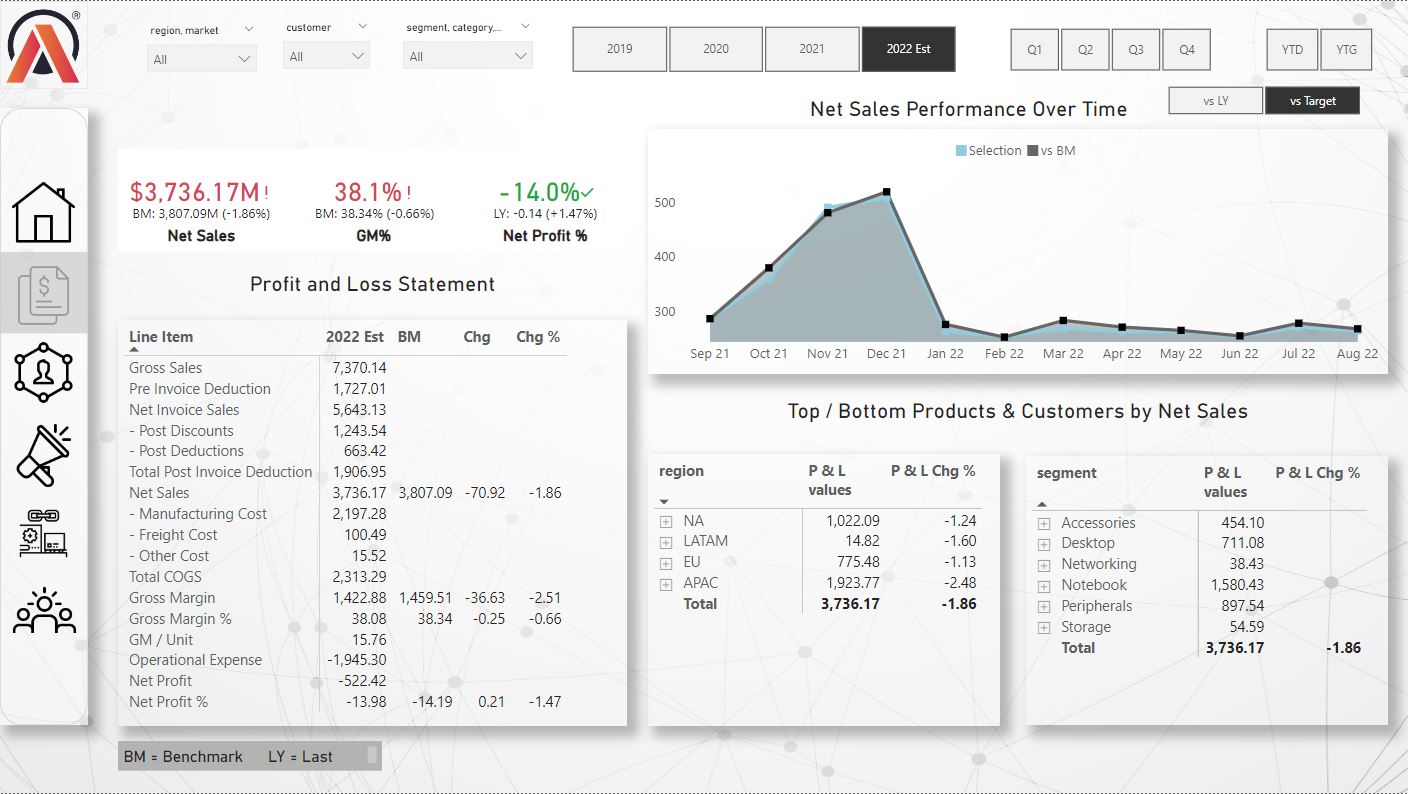 region, market
customer
segment, category,...
All
All
All
2019
2020
2021
2022 Est
Q1
Q2
Q3
Q4
YTD
YTG
vs LY
vs Target
Net Sales Performance Over Time
Selection vs BM
500
400
300
Sep 21 Oct 21 Nov 21 Dec 21 Jan 22 Feb 22 Mar 22 Apr 22 May 22 Jun 22 Jul 22 Aug 22
$3,736.17M !
BM: 3,807.09M (-1.86%)
Net Sales
38.1% !
BM: 38.34% (-0.66%)
GM%
-14.0%✓
LY: -0.14 (+1.47%)
Net Profit %
Profit and Loss Statement
Line Item 2022 Est BM Chg Chg %
Gross Sales 7,370.14
Pre Invoice Deduction 1,727.01
Net Invoice Sales 5,643.13
- Post Discounts 1,243.54
- Post Deductions 663.42
Total Post Invoice Deduction 1,906.95
Net Sales 3,736.17 3,807.09 -70.92 -1.86
- Manufacturing Cost 2,197.28
- Freight Cost 100.49
- Other Cost 15.52
Total COGS 2,313.29
Gross Margin 1,422.88 1,459.51 -36.63 -2.51
Gross Margin % 38.08 38.34 -0.25 -0.66
GM / Unit 15.76
Operational Expense -1,945.30
Net Profit -522.42
Net Profit % -13.98 -14.19 0.21 -1.47
BM = Benchmark LY = Last
Top / Bottom Products & Customers by Net Sales
region P & L values P & L Chg %
NA 1,022.09 -1.24
LATAM 14.82 -1.60
EU 775.48 -1.13
APAC 1,923.77 -2.48
Total 3,736.17 -1.86
segment P & L values P & L Chg %
Accessories 454.10
Desktop 711.08
Networking 38.43
Notebook 1,580.43
Peripherals 897.54
Storage 54.59
Total 3,736.17 -1.86